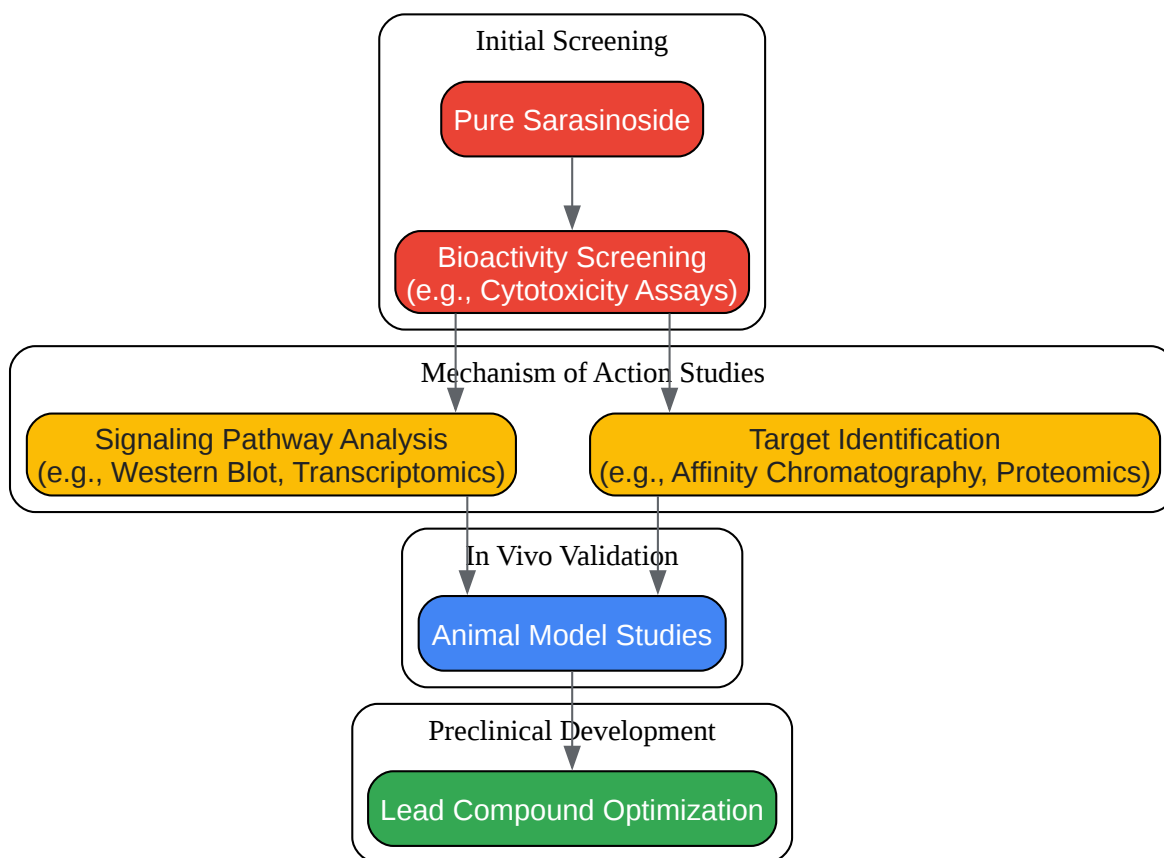 Initial Screening
Pure Sarasinoside
Bioactivity Screening
(e.g., Cytotoxicity Assays)
Mechanism of Action Studies
Signaling Pathway Analysis
(e.g., Western Blot, Transcriptomics)
Target Identification
(e.g., Affinity Chromatography, Proteomics)
In Vivo Validation
Animal Model Studies
Preclinical Development
Lead Compound Optimization